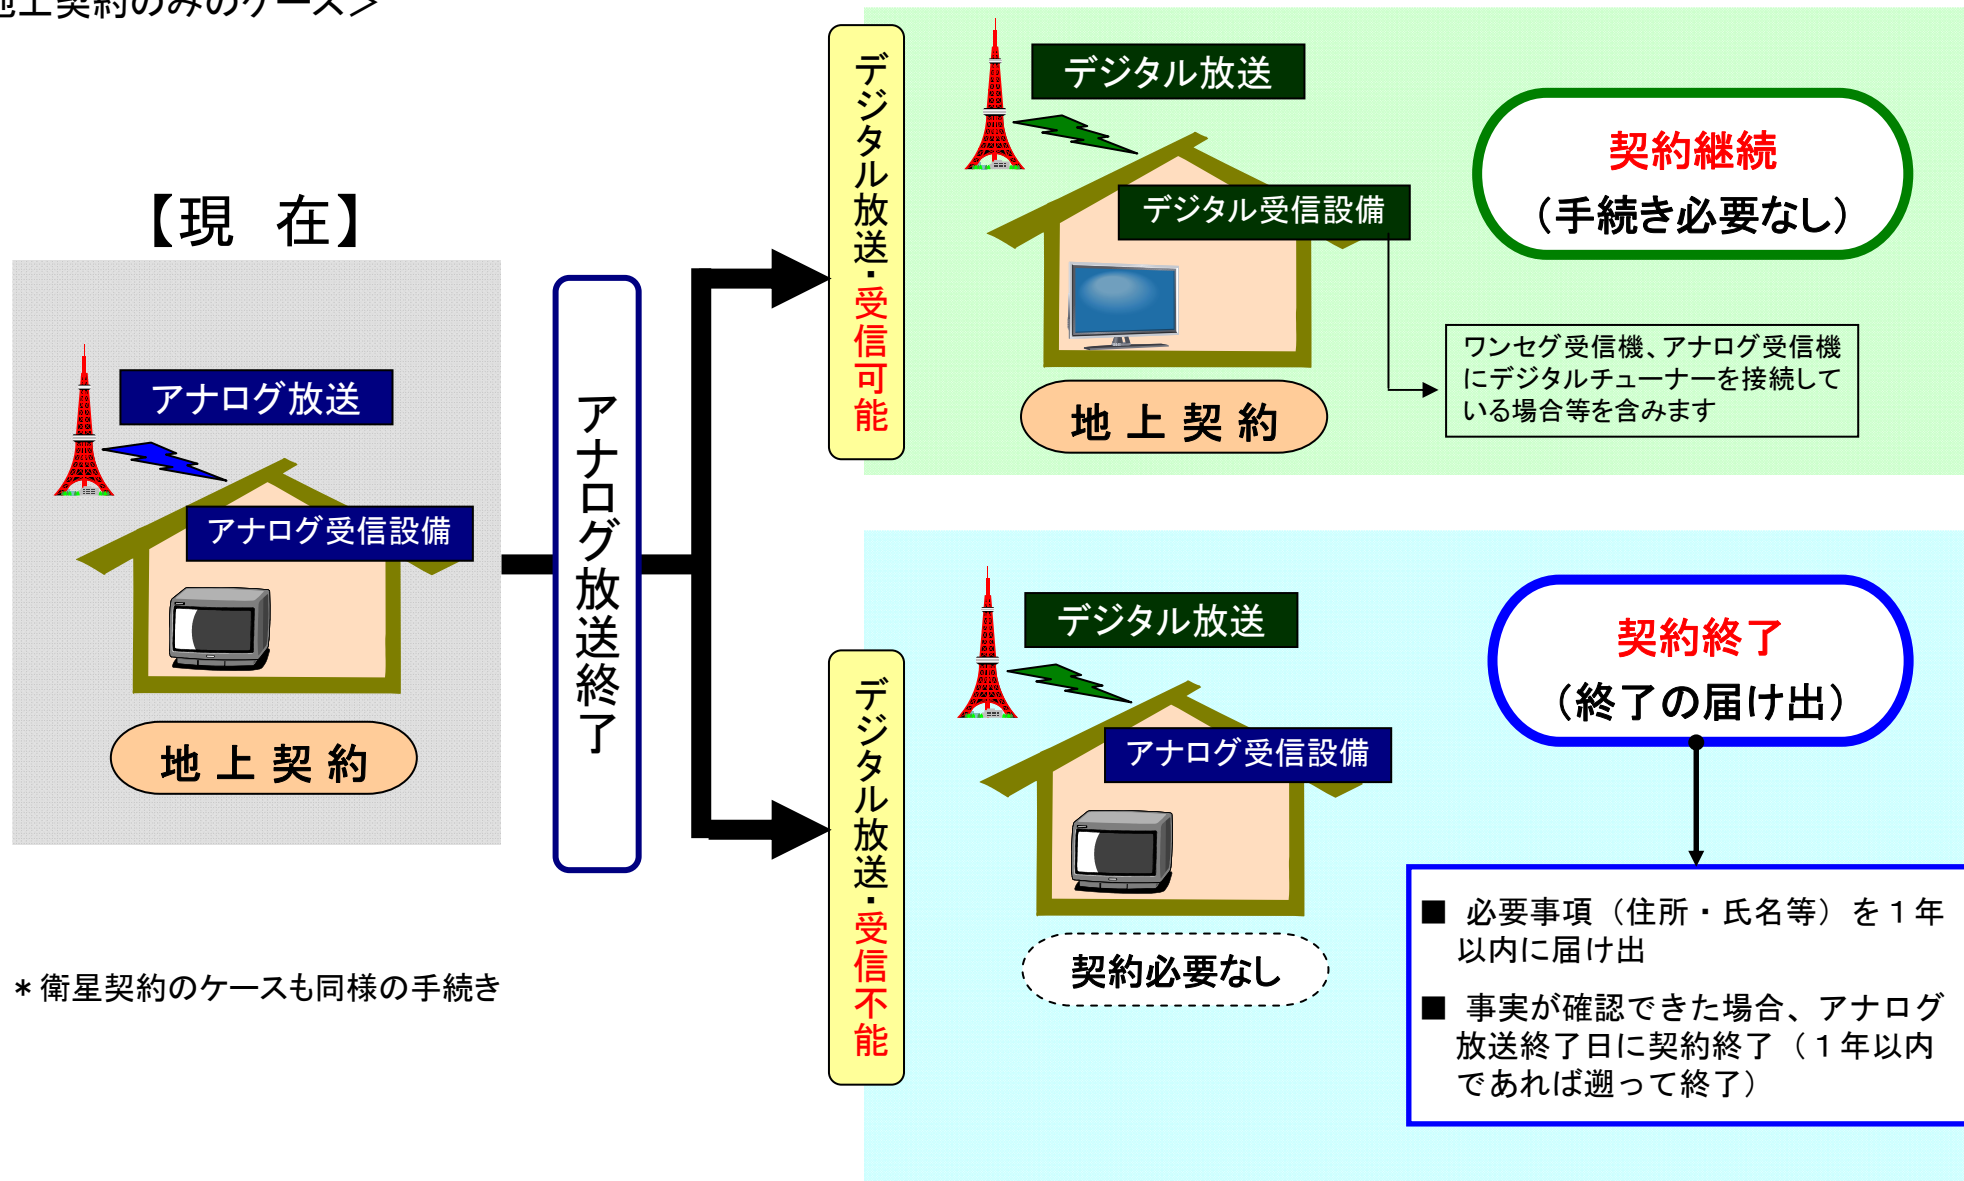 地上契約のみのケース＞
【現　在】
アナログ放送
アナログ受信設備
地上契約
＊衛星契約のケースも同様の手続き
アナログ放送終了
デジタル放送・受信可能
デジタル放送
デジタル受信設備
地上契約
契約継続
（手続き必要なし）
ワンセグ受信機、アナログ受信機
にデジタルチューナーを接続して
いる場合等を含みます
デジタル放送・受信不能
デジタル放送
アナログ受信設備
契約必要なし
契約終了
（終了の届け出）
■ 必要事項（住所・氏名等）を１年
以内に届け出
■ 事実が確認できた場合、アナログ
放送終了日に契約終了（１年以内
であれば遡って終了）